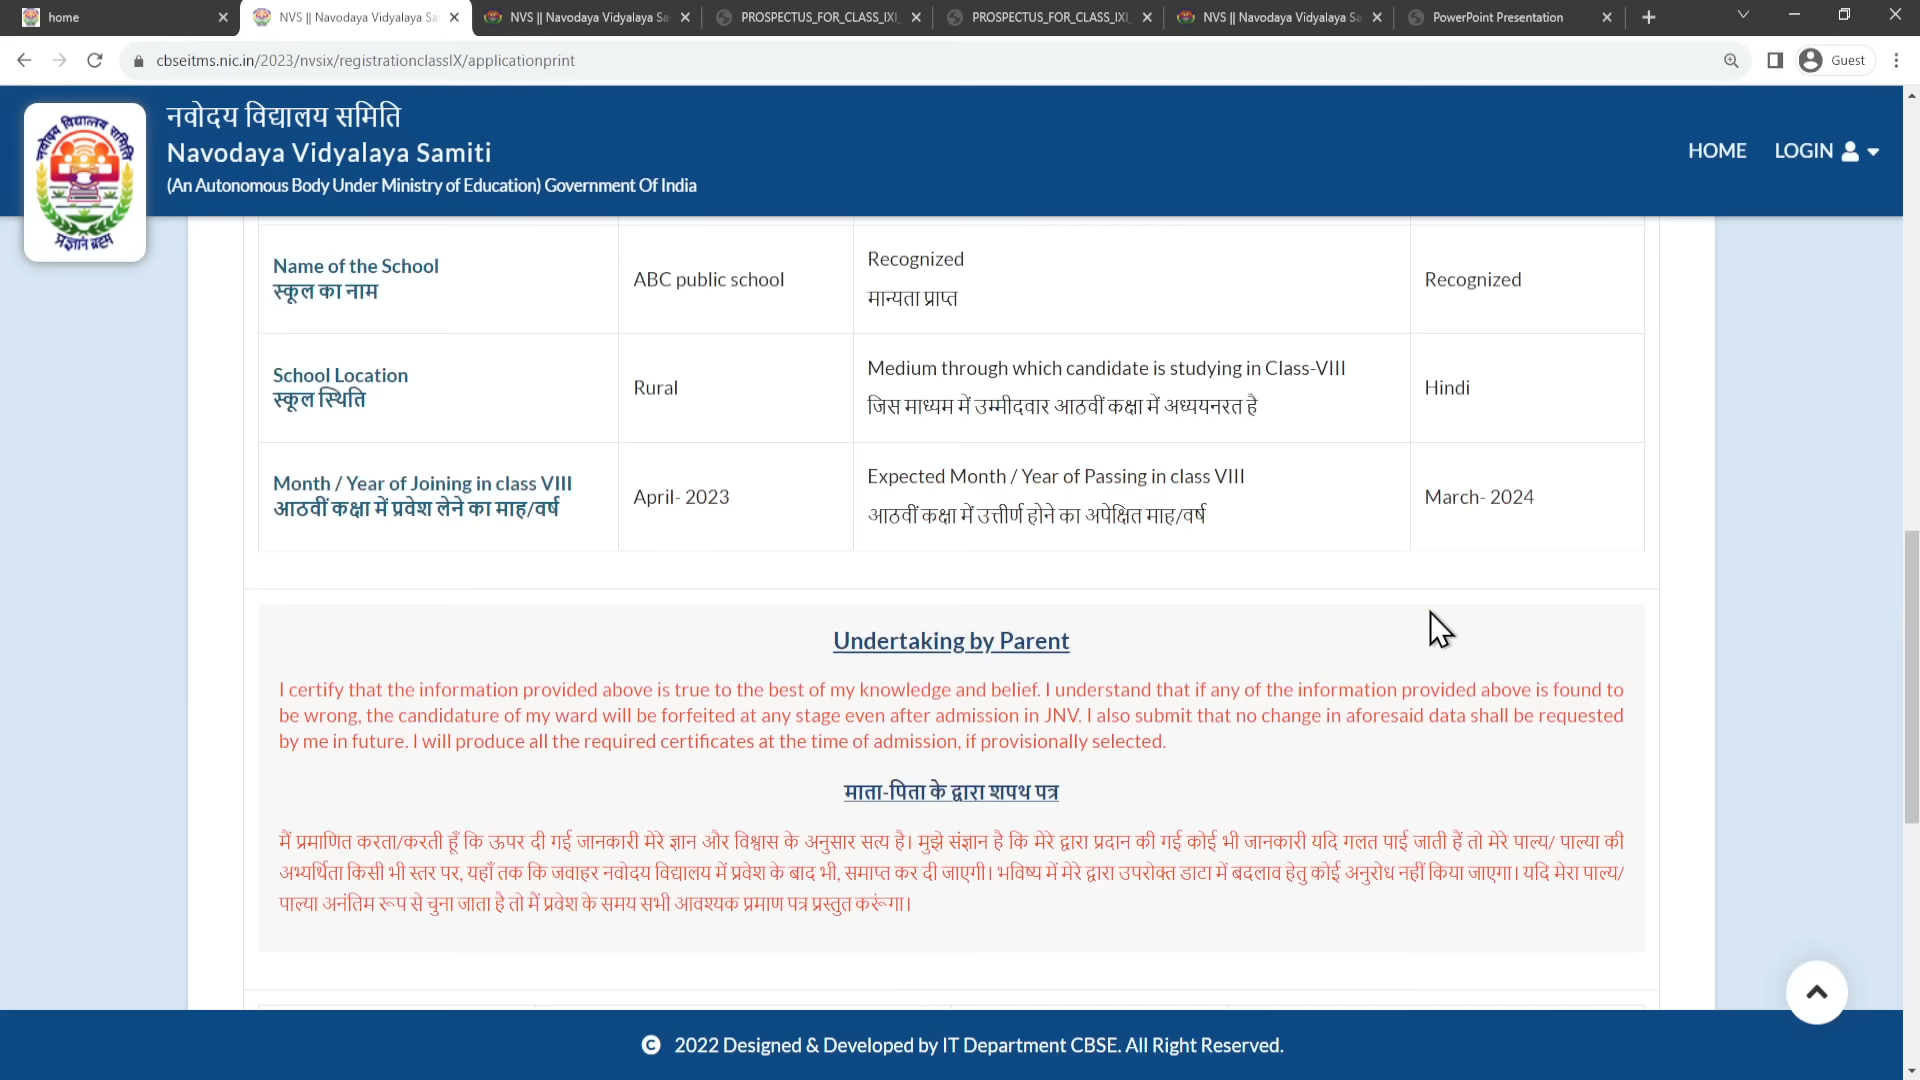 home
NVS || Navodaya Vidyalaya Sa
NVS || Navodaya Vidyalaya Sa
PROSPECTUS_FOR_CLASS_IXI_
PROSPECTUS_FOR_CLASS_IXI_
NVS || Navodaya Vidyalaya Sa
PowerPoint Presentation
cbseitms.nic.in/2023/nvsix/registrationclassIX/applicationprint
Guest
नवोदय विद्यालय समिति
Navodaya Vidyalaya Samiti
(An Autonomous Body Under Ministry of Education) Government Of India
HOME LOGIN
नवोदय विद्यालय समिति
प्रज्ञानं ब्रह्म
Name of the School
स्कूल का नाम
ABC public school
Recognized
मान्यता प्राप्त
Recognized
School Location
स्कूल स्थिति
Rural
Medium through which candidate is studying in Class-VIII
जिस माध्यम में उम्मीदवार आठवीं कक्षा में अध्ययनरत है
Hindi
Month / Year of Joining in class VIII
आठवीं कक्षा में प्रवेश लेने का माह/वर्ष
April- 2023
Expected Month / Year of Passing in class VIII
आठवीं कक्षा में उत्तीर्ण होने का अपेक्षित माह/वर्ष
March- 2024
Undertaking by Parent
I certify that the information provided above is true to the best of my knowledge and belief. I understand that if any of the information provided above is found to
be wrong, the candidature of my ward will be forfeited at any stage even after admission in JNV. I also submit that no change in aforesaid data shall be requested
by me in future. I will produce all the required certificates at the time of admission, if provisionally selected.
माता-पिता के द्वारा शपथ पत्र
मैं प्रमाणित करता/करती हूँ कि ऊपर दी गई जानकारी मेरे ज्ञान और विश्वास के अनुसार सत्य है। मुझे संज्ञान है कि मेरे द्वारा प्रदान की गई कोई भी जानकारी यदि गलत पाई जाती हैं तो मेरे पाल्य/ पाल्या की
अभ्यर्थिता किसी भी स्तर पर, यहाँ तक कि जवाहर नवोदय विद्यालय में प्रवेश के बाद भी, समाप्त कर दी जाएगी। भविष्य में मेरे द्वारा उपरोक्त डाटा में बदलाव हेतु कोई अनुरोध नहीं किया जाएगा। यदि मेरा पाल्य/
पाल्या अनंतिम रूप से चुना जाता है तो मैं प्रवेश के समय सभी आवश्यक प्रमाण पत्र प्रस्तुत करूंगा।
© 2022 Designed & Developed by IT Department CBSE. All Right Reserved.